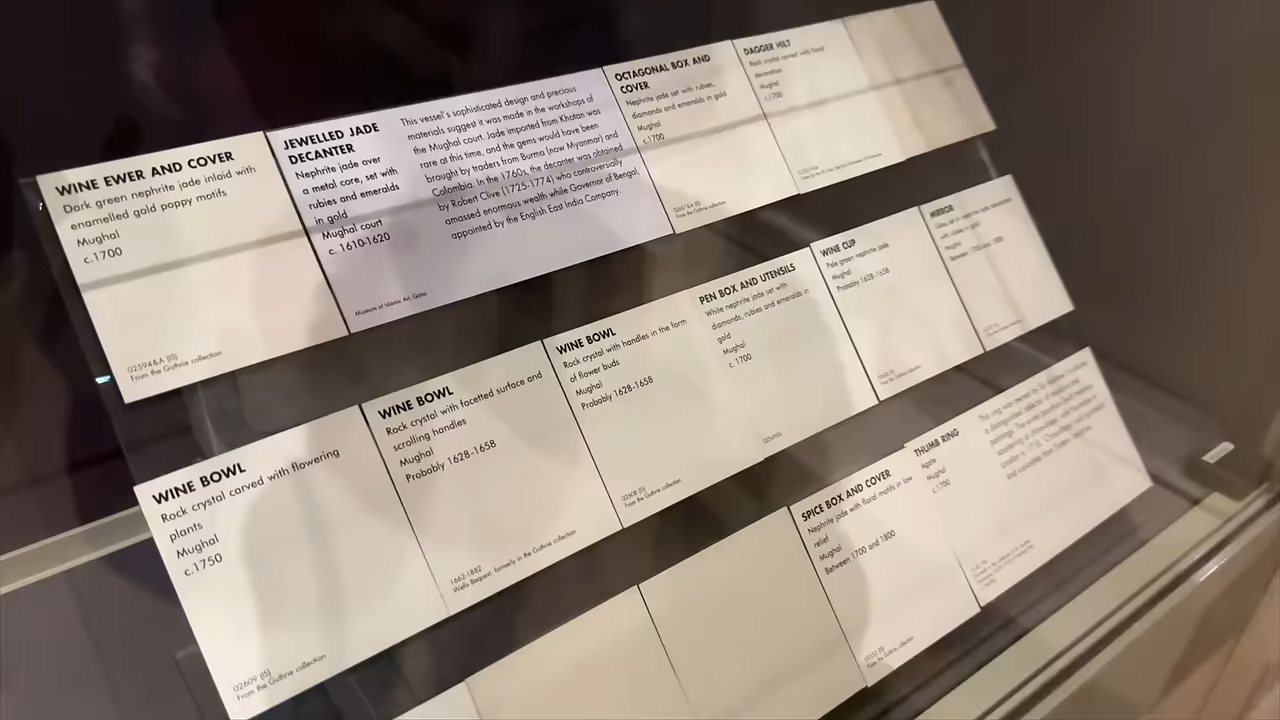 WINE EWER AND COVER
Dark green nephrite jade inlaid with
enamelled gold poppy motifs
Mughal
c.1700
02594&A (IS)
From the Guthrie collection
JEWELLED JADE
DECANTER
Nephrite jade over
a metal core, set with
rubies and emeralds
in gold
Mughal court
c. 1610-1620
This vessel's sophisticated design and precious
materials suggest it was made in the workshops of
the Mughal court. Jade imported from Khotan was
rare at this time, and the gems would have been
brought by traders from Burma (now Myanmar) and
Colombia. In the 1760s, the decanter was obtained
by Robert Clive (1725-1774) who controversially
amassed enormous wealth while Governor of Bengal,
appointed by the English East India Company.
Museum of Islamic Art, Qatar
OCTAGONAL BOX AND
COVER
Nephrite jade set with rubies,
diamonds and emeralds in gold
Mughal
c.1700
From the Guthrie collection
DAGGER HILT
Rock crystal carved with floral
decoration
Mughal
c.1700
WINE BOWL
Rock crystal carved with flowering
plants
Mughal
c.1750
02609 (IS)
From the Guthrie collection
WINE BOWL
Rock crystal with facetted surface and
scrolling handles
Mughal
Probably 1628-1658
1662-1882
Wells Bequest, formerly in the Guthrie collection
WINE BOWL
Rock crystal with handles in the form
of flower buds
Mughal
Probably 1628-1658
02608 (IS)
From the Guthrie collection
PEN BOX AND UTENSILS
White nephrite jade set with
diamonds, rubies and emeralds in
gold
Mughal
c. 1700
WINE CUP
Pale green nephrite jade
Mughal
Probably 1628-1658
From the Guthrie collection
MIRROR
Mughal
SPICE BOX AND COVER
Nephrite jade with floral motifs in low
relief
Mughal
Between 1700 and 1800
02552 (IS)
From the Guthrie collection
THUMB RING
Agate
Mughal
c.1700